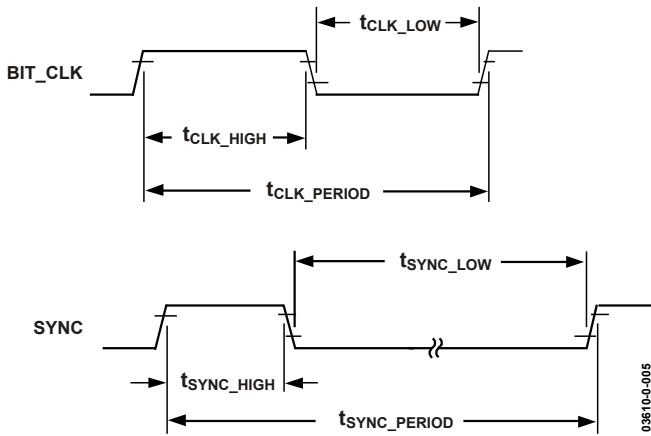 tCLK_LOW
BIT_CLK
tCLK_HIGH
tCLK_PERIOD
tSYNC_LOW
SYNC
tSYNC_HIGH
tSYNC_PERIOD
03610-0-005